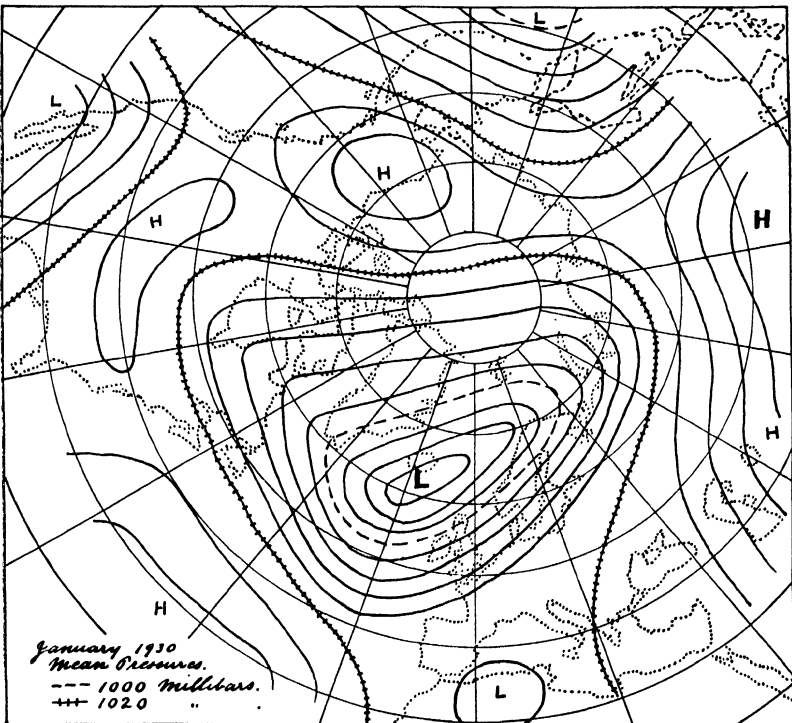 L
L
H
H
H
H
L
H
L
January 1930
Mean Pressures.
--- 1000 Millibars.
+++ 1020 "